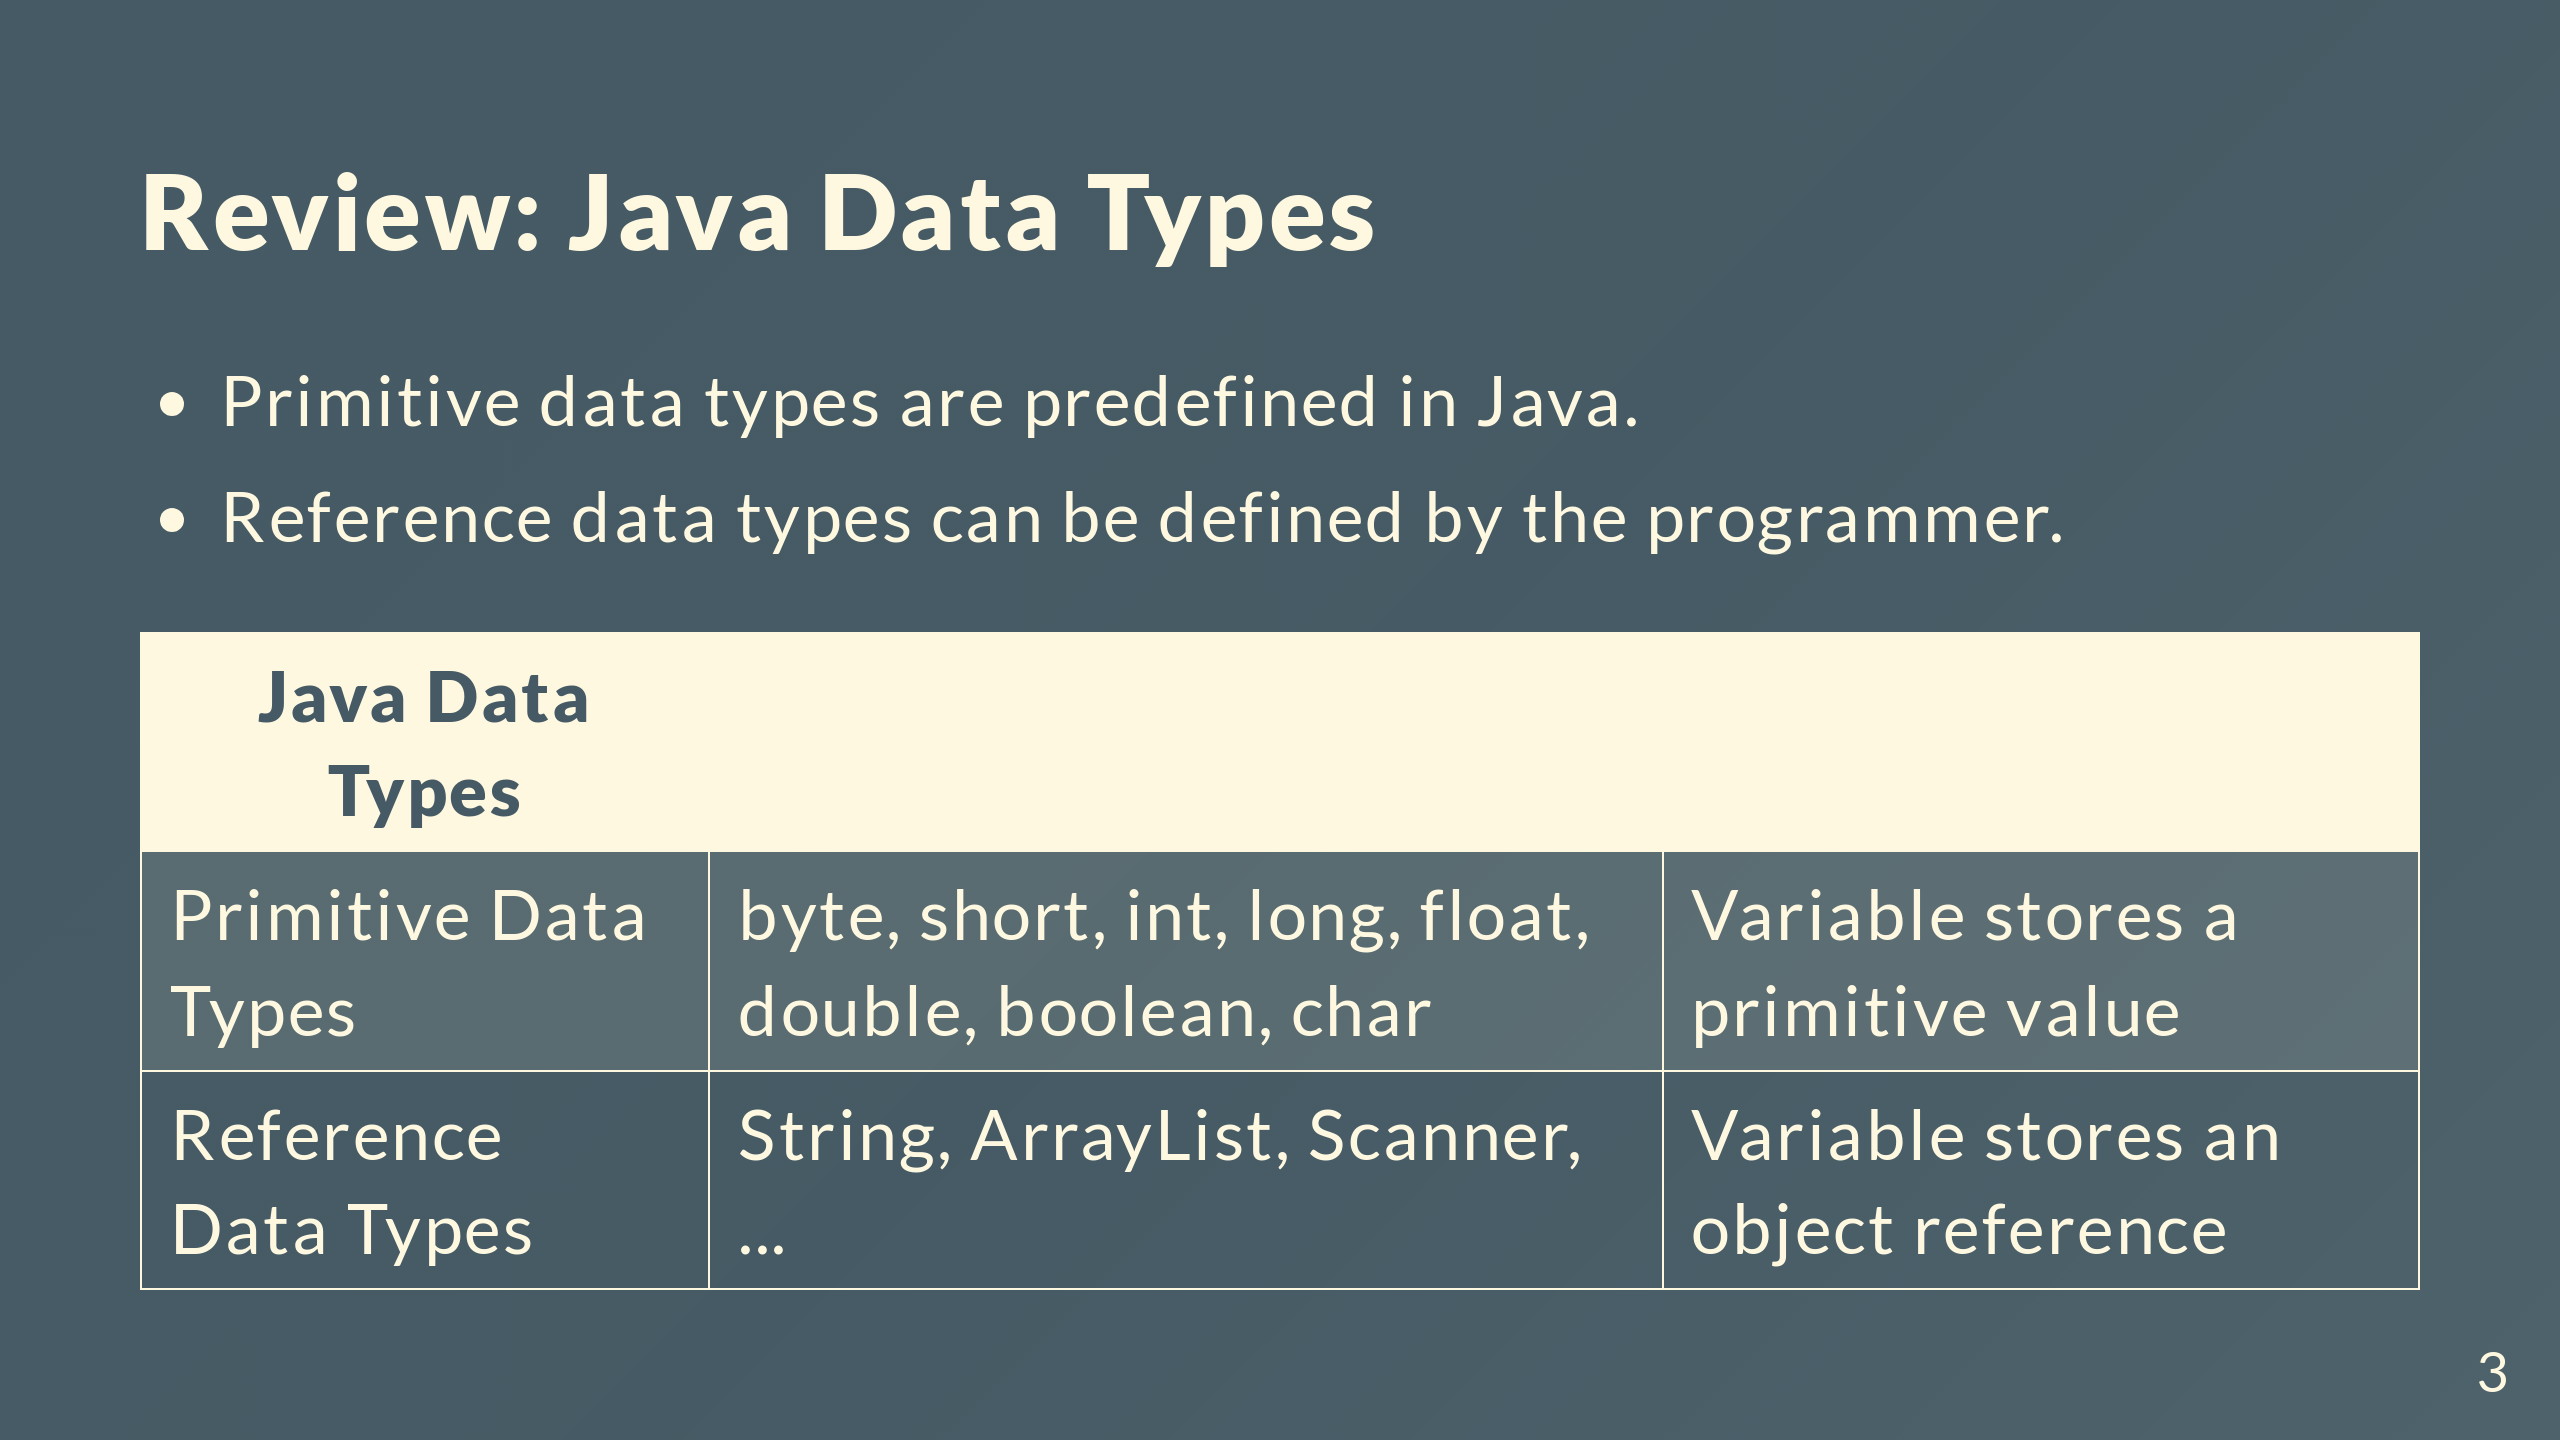 Review: Java Data Types
• Primitive data types are predefined in Java.
• Reference data types can be defined by the programmer.
Java Data
Types
Primitive Data
Types
byte, short, int, long, float,
double, boolean, char
Variable stores a
primitive value
Reference
Data Types
String, ArrayList, Scanner,
...
Variable stores an
object reference
3